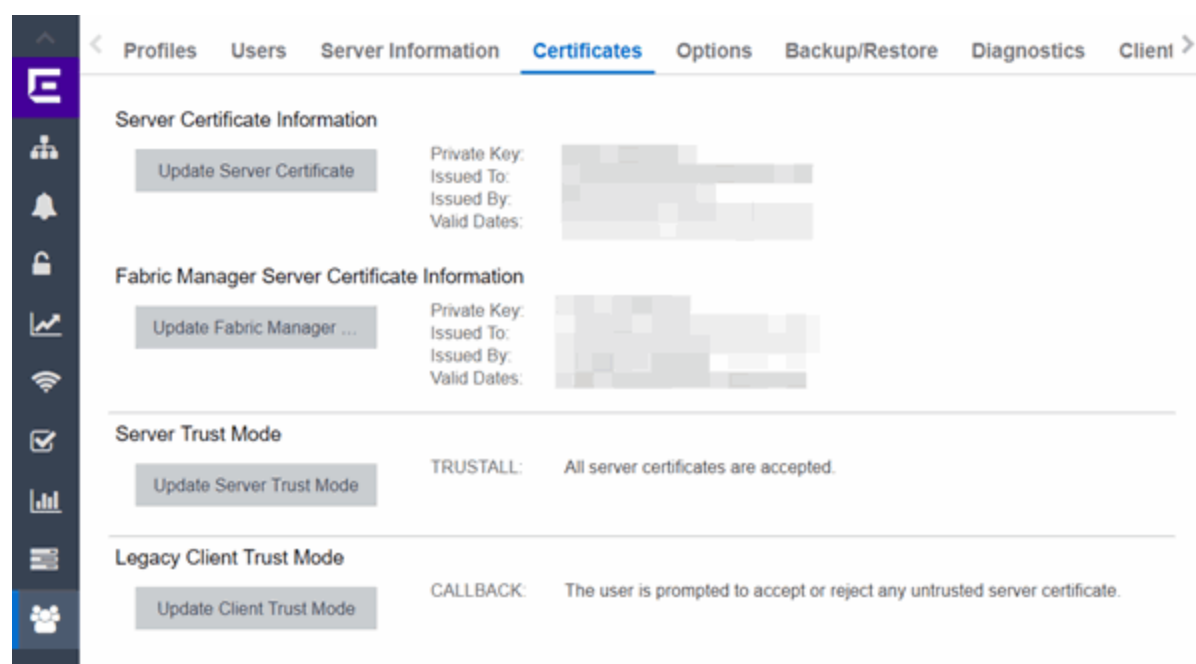 Profiles Users Server Information Certificates Options Backup/Restore Diagnostics Client
Server Certificate Information
Update Server Certificate
Private Key:
Issued To:
Issued By:
Valid Dates:
Fabric Manager Server Certificate Information
Update Fabric Manager ...
Private Key:
Issued To:
Issued By:
Valid Dates:
Server Trust Mode
Update Server Trust Mode
TRUSTALL: All server certificates are accepted.
Legacy Client Trust Mode
Update Client Trust Mode
CALLBACK: The user is prompted to accept or reject any untrusted server certificate.